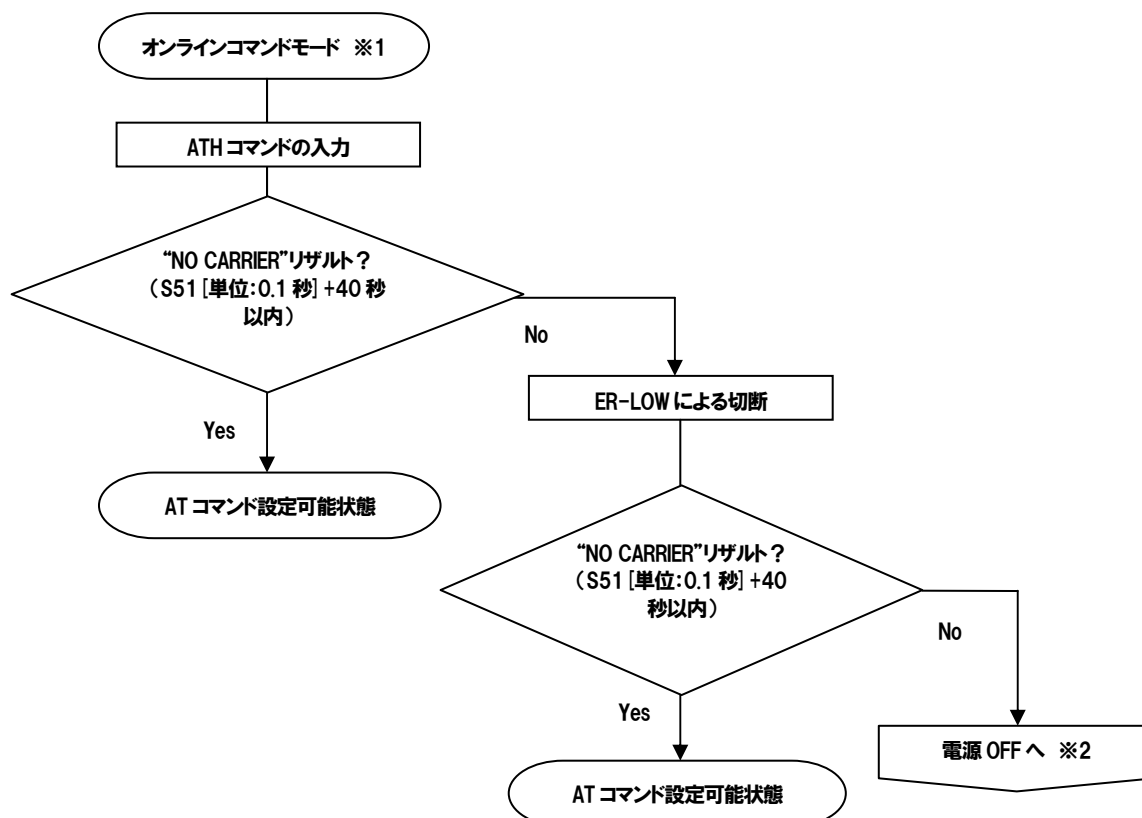 オンラインコマンドモード ※1
ATH コマンドの入力
“NO CARRIER”リザルト？
（S51 [単位：0.1 秒] +40 秒
以内）
No
Yes
ER-LOW による切断
AT コマンド設定可能状態
“NO CARRIER”リザルト？
（S51 [単位：0.1 秒] +40
秒以内）
No
Yes
電源 OFF へ ※2
AT コマンド設定可能状態